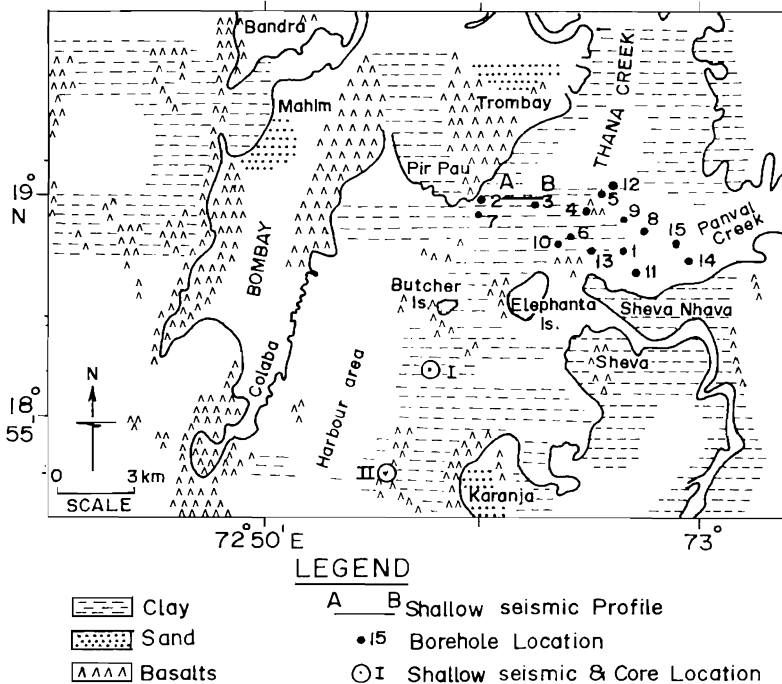 Bandra
Mahim
Trombay
THANA CREEK
Pir Pau
A B
19°
N
2
3
7
4
5
12
9
8
15
14
10
6
13
1
11
Panval
Creek
BOMBAY
Butcher
Is.
Elephanta
Is.
Sheva Nhava
Sheva
Colaba
Harbour area
I
II
Karanja
N
18°
55
0 3 km
SCALE
72° 50' E
73°
LEGEND
Clay
Sand
Basalts
A B Shallow seismic Profile
15 Borehole Location
I Shallow seismic & Core Location